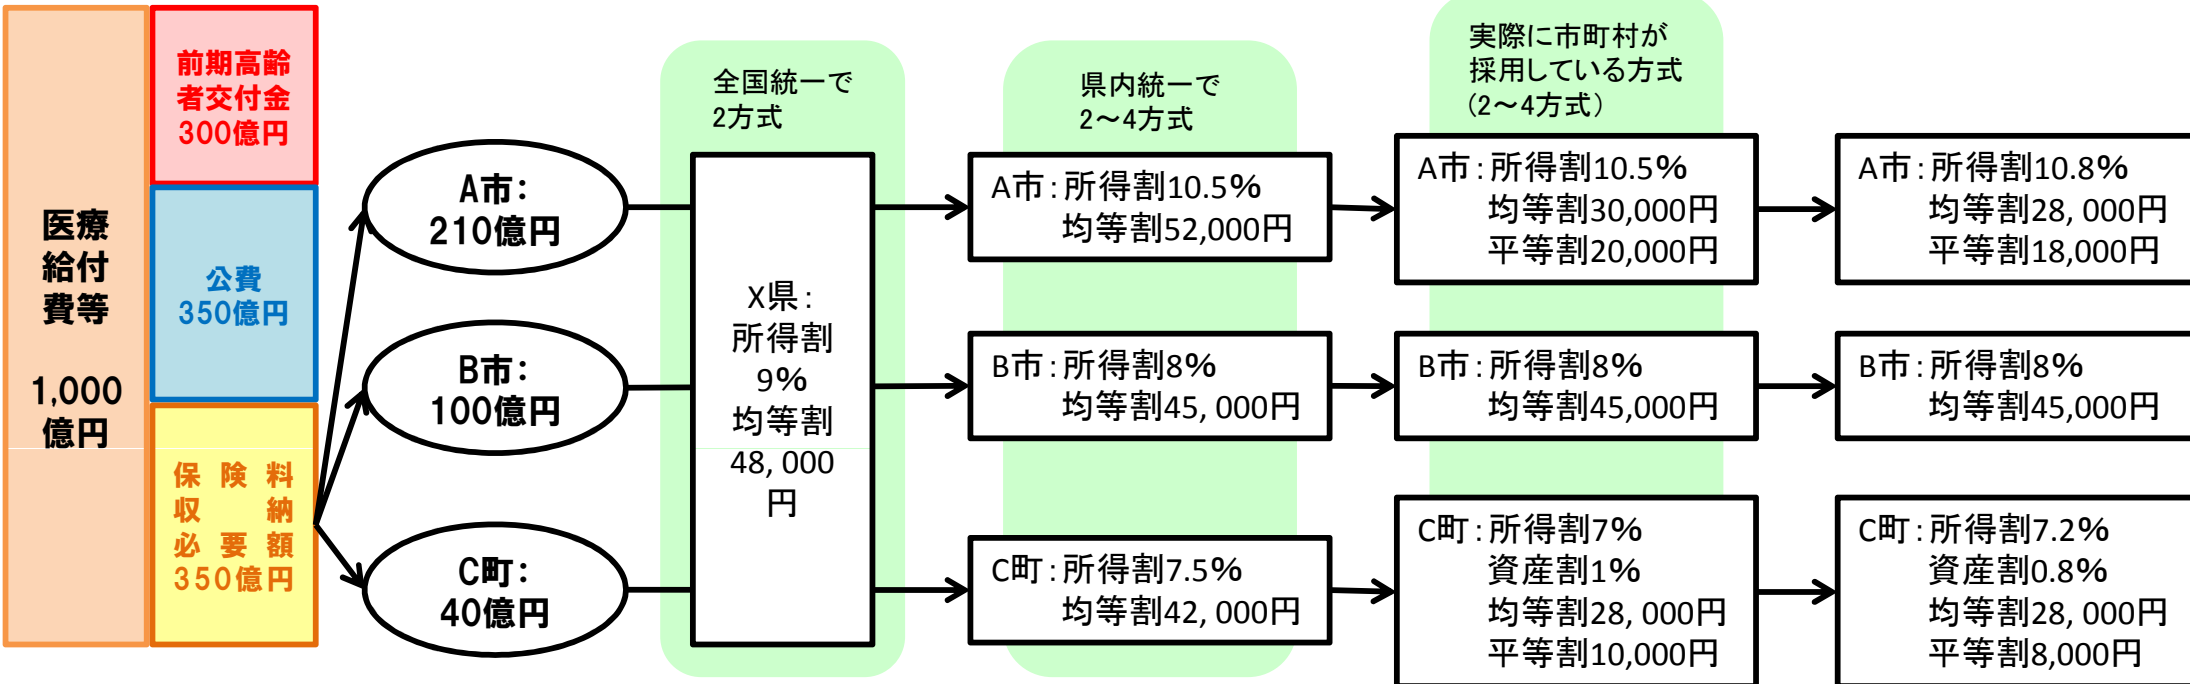 医療
給付
費等
1,000
億円
前期高齢
者交付金
300億円
公費
350億円
保険料
収納
必要額
350億円
A市：
210億円
B市：
100億円
C町：
40億円
全国統一で
2方式
X県：
所得割
9%
均等割
48,000
円
県内統一で
2～4方式
A市：所得割10.5%
均等割52,000円
B市：所得割8%
均等割45,000円
C町：所得割7.5%
均等割42,000円
実際に市町村が
採用している方式
（2～4方式）
A市：所得割10.5%
均等割30,000円
平等割20,000円
B市：所得割8%
均等割45,000円
C町：所得割7%
資産割1%
均等割28,000円
平等割10,000円
A市：所得割10.8%
均等割28,000円
平等割18,000円
B市：所得割8%
均等割45,000円
C町：所得割7.2%
資産割0.8%
均等割28,000円
平等割8,000円